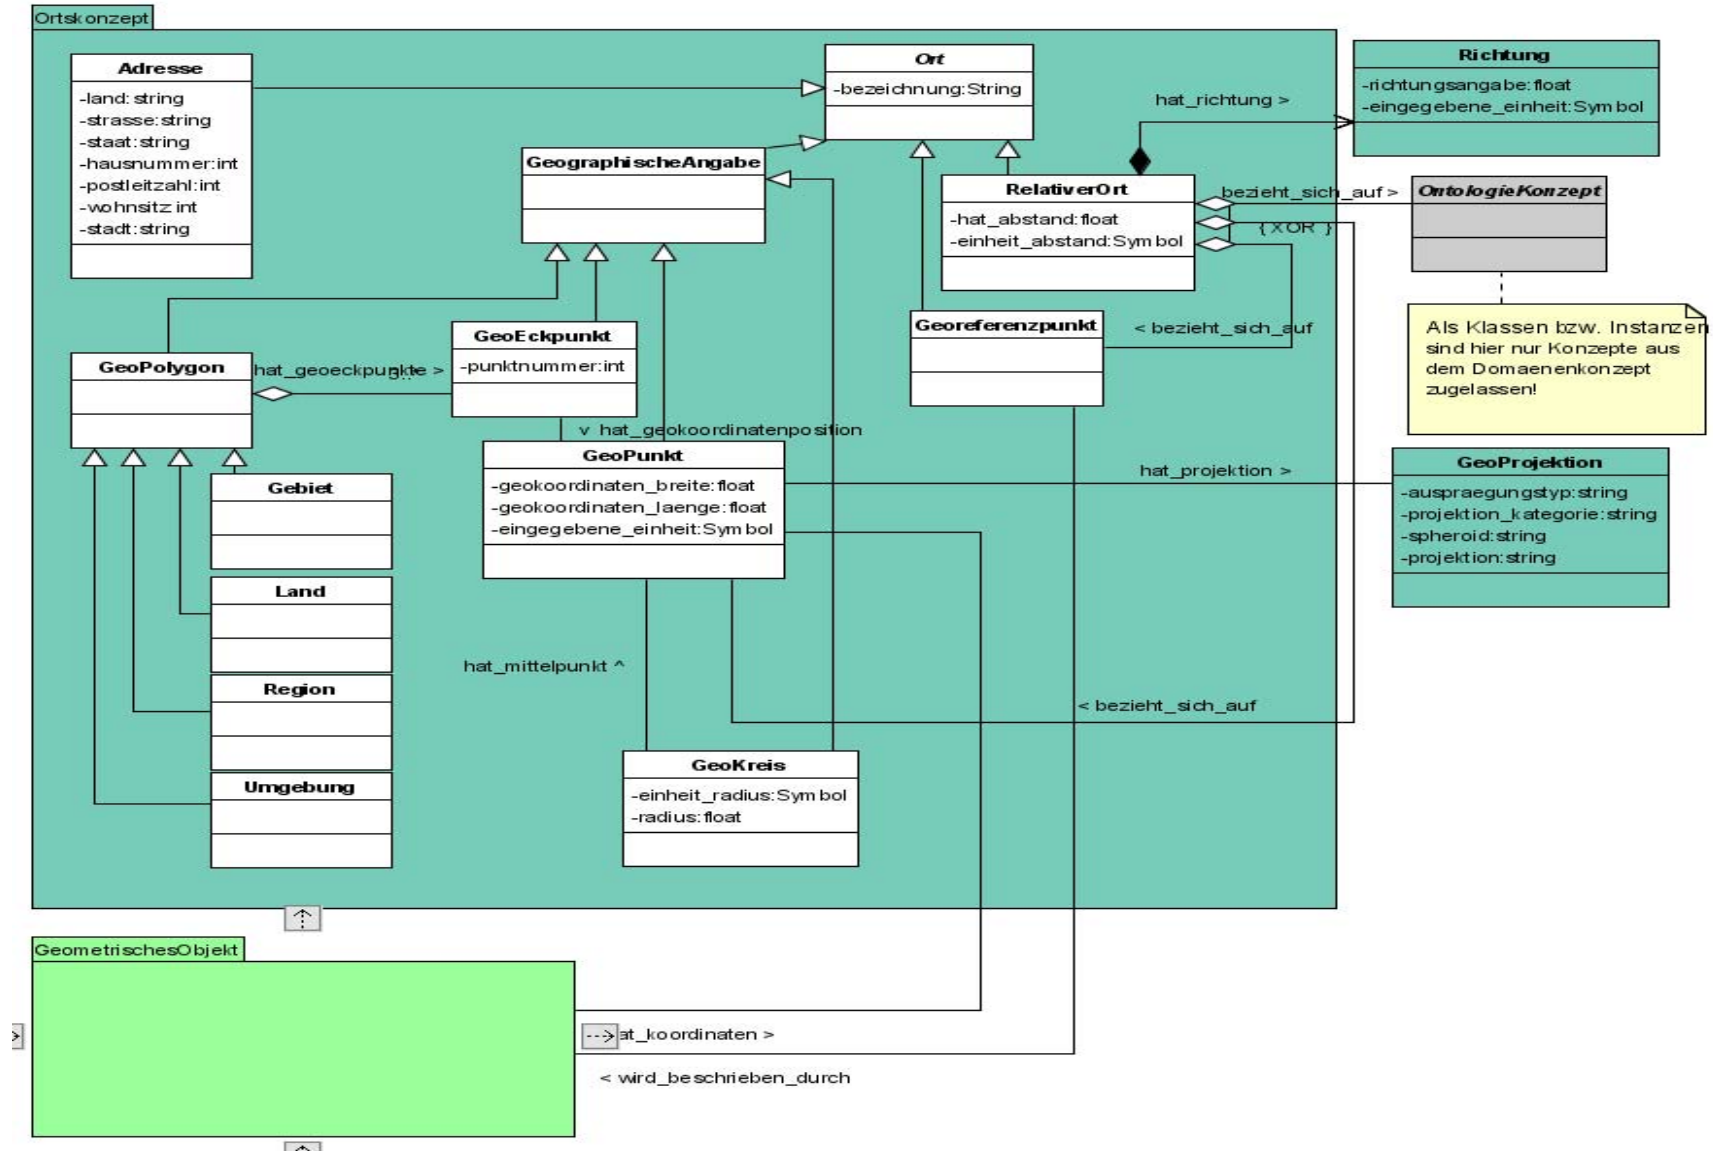 Ortskonzept
Adresse
-land:string
-strasse:string
-staat:string
-hausnummer:int
-postleitzahl:int
-wohnsitz:int
-stadt:string
Ort
-bezeichnung:String
Richtung
-richtungsangabe:float
-eingegebene_einheit:Symbol
hat_richtung >
GeographischeAngabe
RelativerOrt
-hat_abstand:float
-einheit_abstand:Symbol
bezieht_sich_auf >
{XOR }
OntologieKonzept
Als Klassen bzw. Instanzen
sind hier nur Konzepte aus
dem Domaenenkonzept
zugelassen!
Georeferenzpunkt
< bezieht_sich_auf
GeoEckpunkt
-punktnummer:int
GeoPolygon
hat_geoeckpunkte >
v hat_geokoordinatenposition
GeoPunkt
-geokoordinaten_breite:float
-geokoordinaten_laenge:float
-eingegebene_einheit:Symbol
hat_projektion >
GeoProjektion
-auspraegungstyp:string
-projektion_kategorie:string
-spheroid:string
-projektion:string
Gebiet
Land
Region
Umgebung
hat_mittelpunkt ^
< bezieht_sich_auf
GeoKreis
-einheit_radius:Symbol
-radius:float
GeometrischesObjekt
at_koordinaten >
< wird_beschrieben_durch